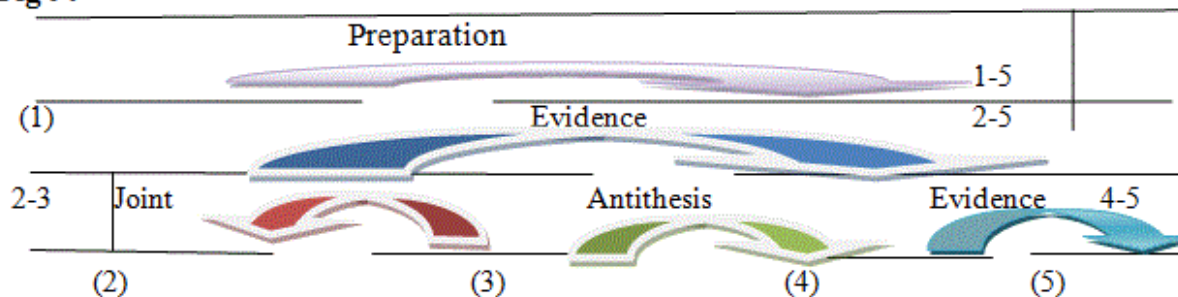 Preparation
1-5
(1) Evidence 2-5
2-3 Joint Antithesis Evidence 4-5
(2) (3) (4) (5)